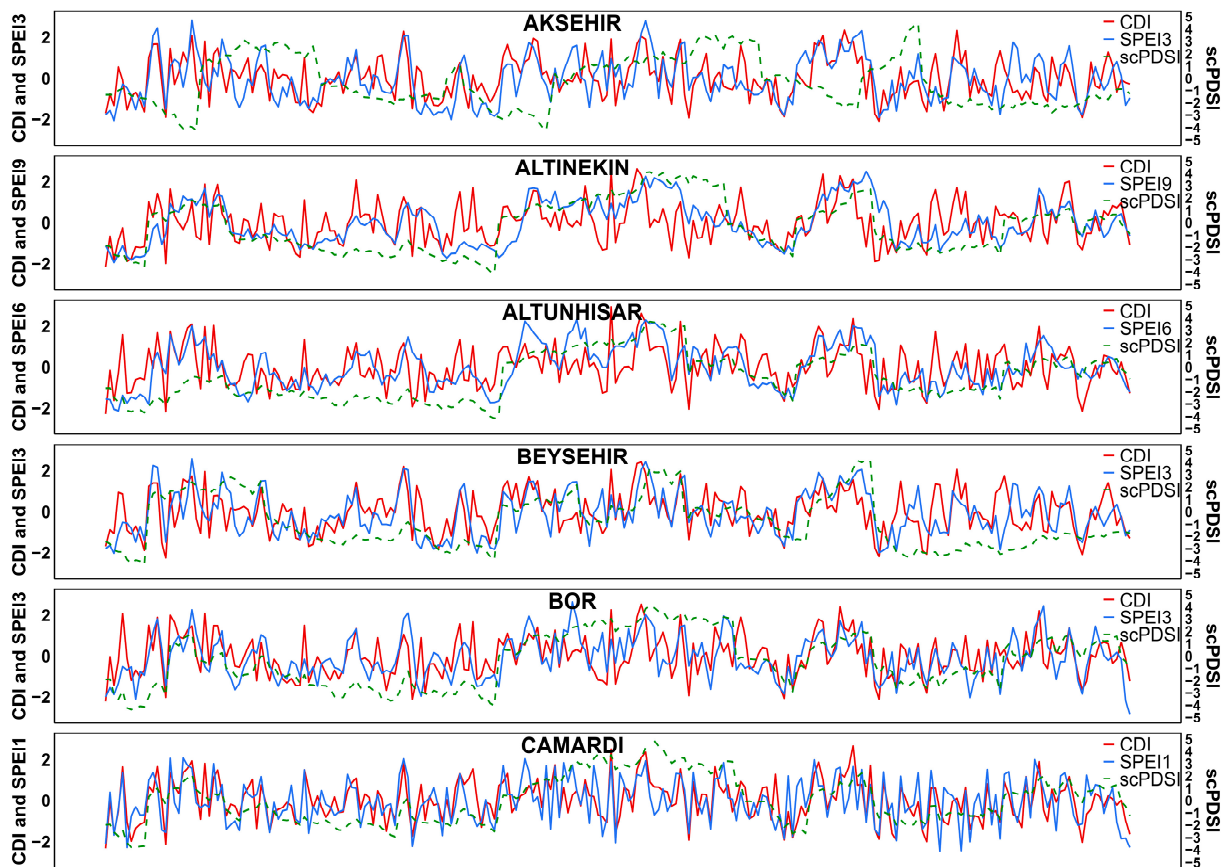 AKSEHIR
CDI and SPEI3
2
0
−2
CDI
SPEI3
scPDSI
5
4
3
2
1
0
-1
-2
-3
-4
-5
scPDSI
ALTINEKIN
CDI and SPEI9
2
0
−2
CDI
SPEI9
scPDSI
5
4
3
2
1
0
-1
-2
-3
-4
-5
scPDSI
ALTUNHISAR
CDI and SPEI6
2
0
−2
CDI
SPEI6
scPDSI
5
4
3
2
1
0
-1
-2
-3
-4
-5
scPDSI
BEYSEHIR
CDI and SPEI3
2
0
−2
CDI
SPEI3
scPDSI
5
4
3
2
1
0
-1
-2
-3
-4
-5
scPDSI
BOR
CDI and SPEI3
2
0
−2
CDI
SPEI3
scPDSI
5
4
3
2
1
0
-1
-2
-3
-4
-5
scPDSI
CAMARDI
CDI and SPEI1
2
0
−2
CDI
SPEI1
scPDSI
5
4
3
2
1
0
-1
-2
-3
-4
-5
scPDSI